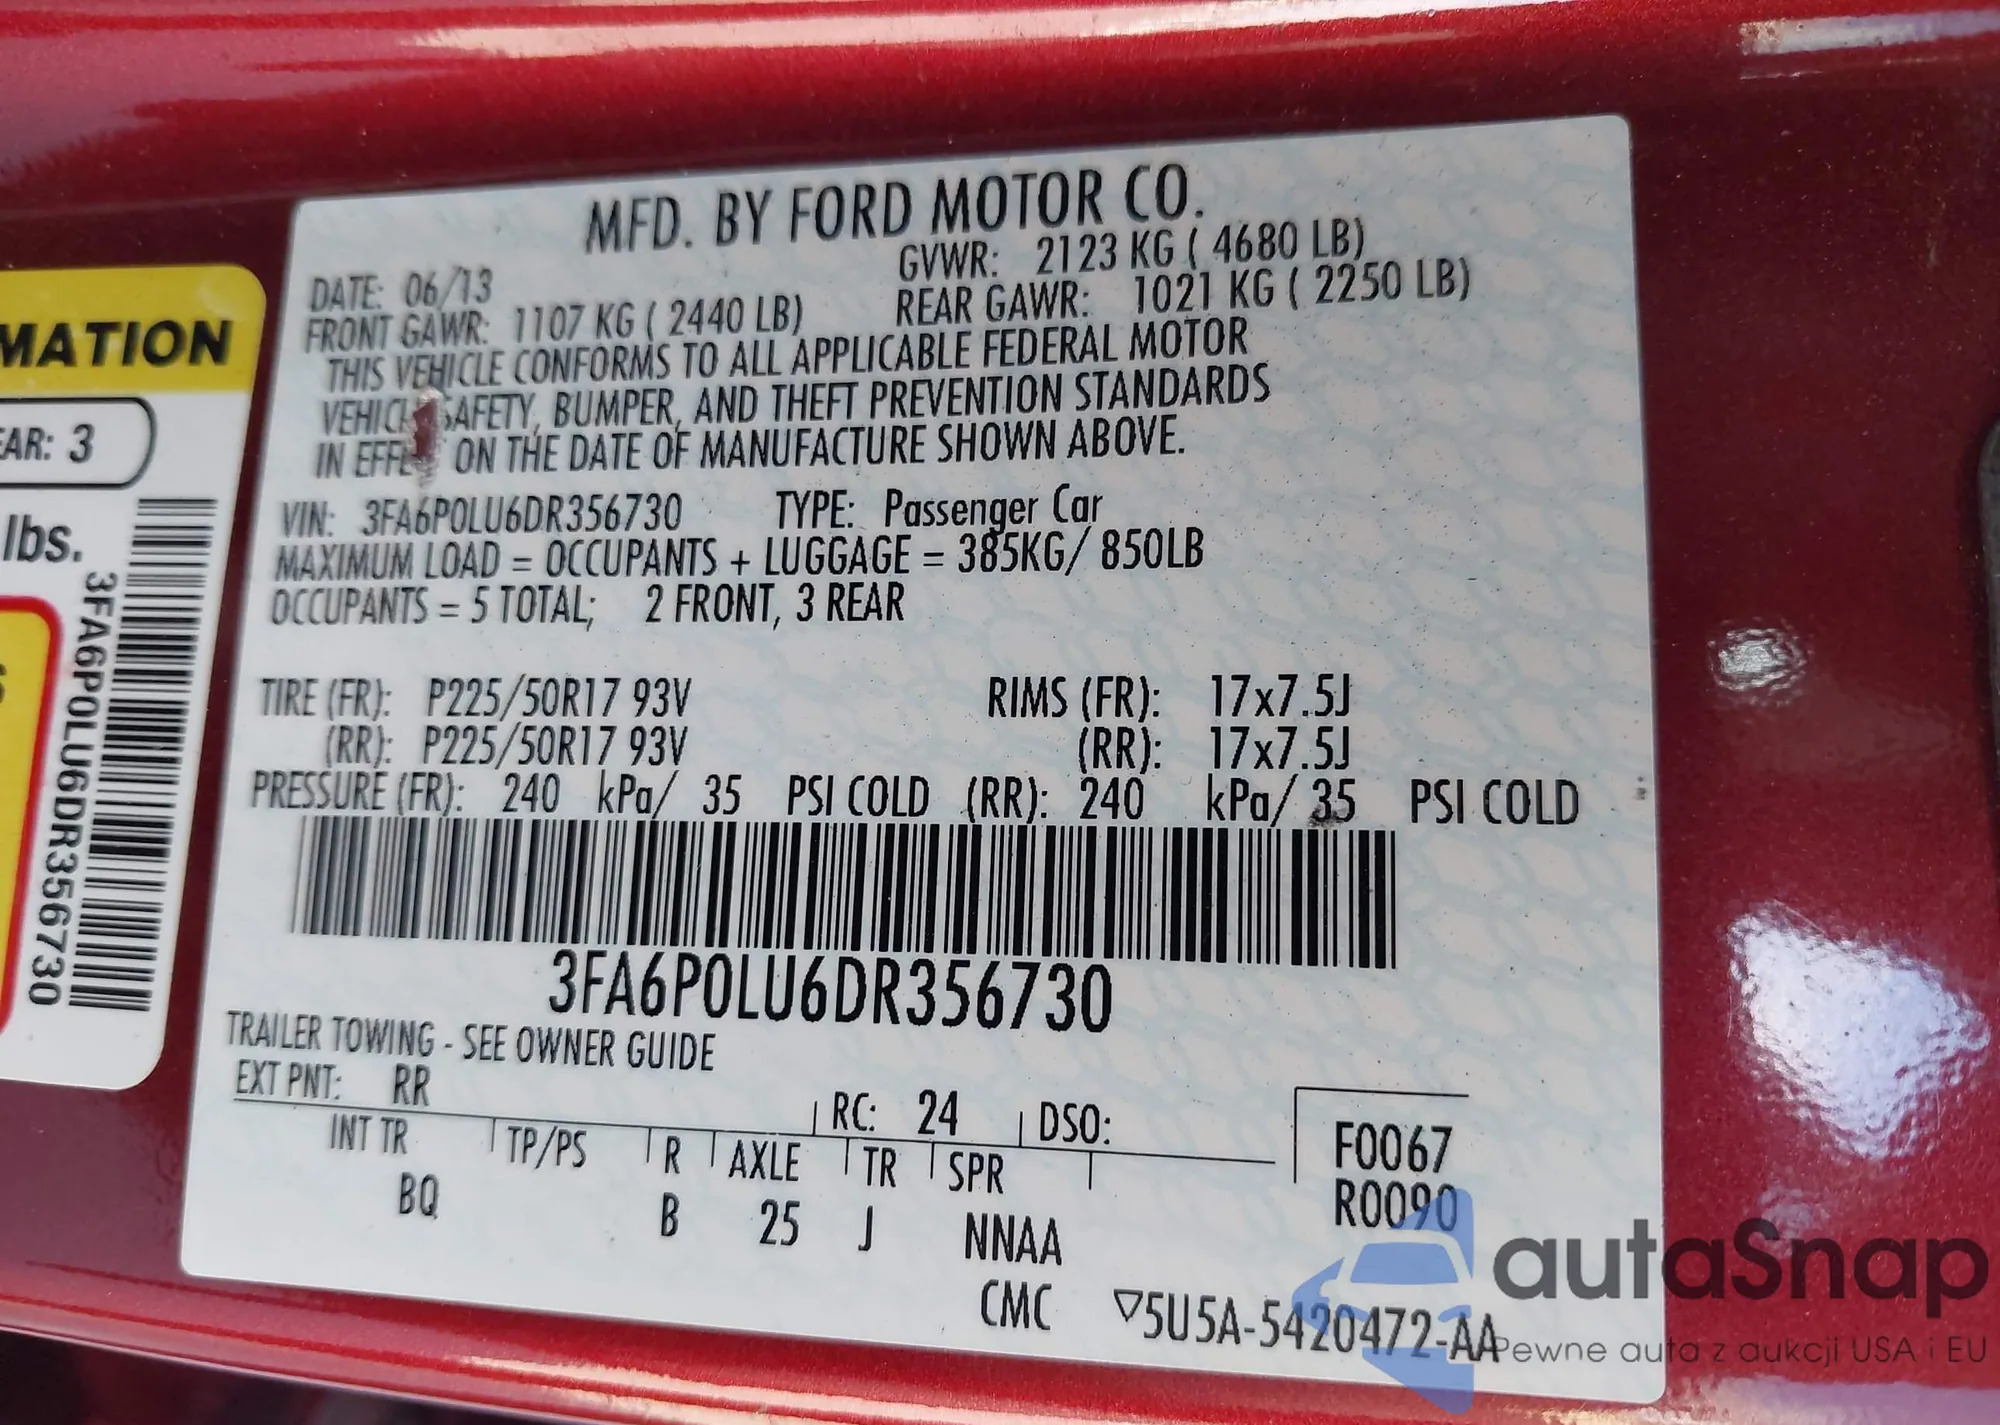 MFD. BY FORD MOTOR CO.
DATE: 06/13
GVWR: 2123 KG ( 4680 LB)
FRONT GAWR: 1107 KG ( 2440 LB)
REAR GAWR: 1021 KG ( 2250 LB)
THIS VEHICLE CONFORMS TO ALL APPLICABLE FEDERAL MOTOR
SAFETY, BUMPER, AND THEFT PREVENTION STANDARDS
IN ON THE DATE OF MANUFACTURE SHOWN ABOVE.
VIN: 3FA6P0LU6DR356730 TYPE: Passenger Car
MAXIMUM LOAD = OCCUPANTS + LUGGAGE = 385KG/ 850LB
OCCUPANTS = 5 TOTAL; 2 FRONT, 3 REAR
TIRE (FR): P225/50R17 93V RIMS (FR): 17x7.5J
(RR): P225/50R17 93V (RR): 17x7.5J
PRESSURE (FR): 240 kPa/ 35 PSI COLD (RR): 240 kPa/ 35 PSI COLD
3FA6P0LU6DR356730
TRAILER TOWING - SEE OWNER GUIDE
EXT PNT: RR RC: 24 DSO:
INT TR TP/PS R AXLE TR SPR
BQ B 25 J NNAA
CMC
F0067
R0090
▽5U5A-5420472-AA
MATION
EAR: 3
lbs.
3FA6P0LU6DR356730
autaSnap
Pewne auta z aukcji USA i EU